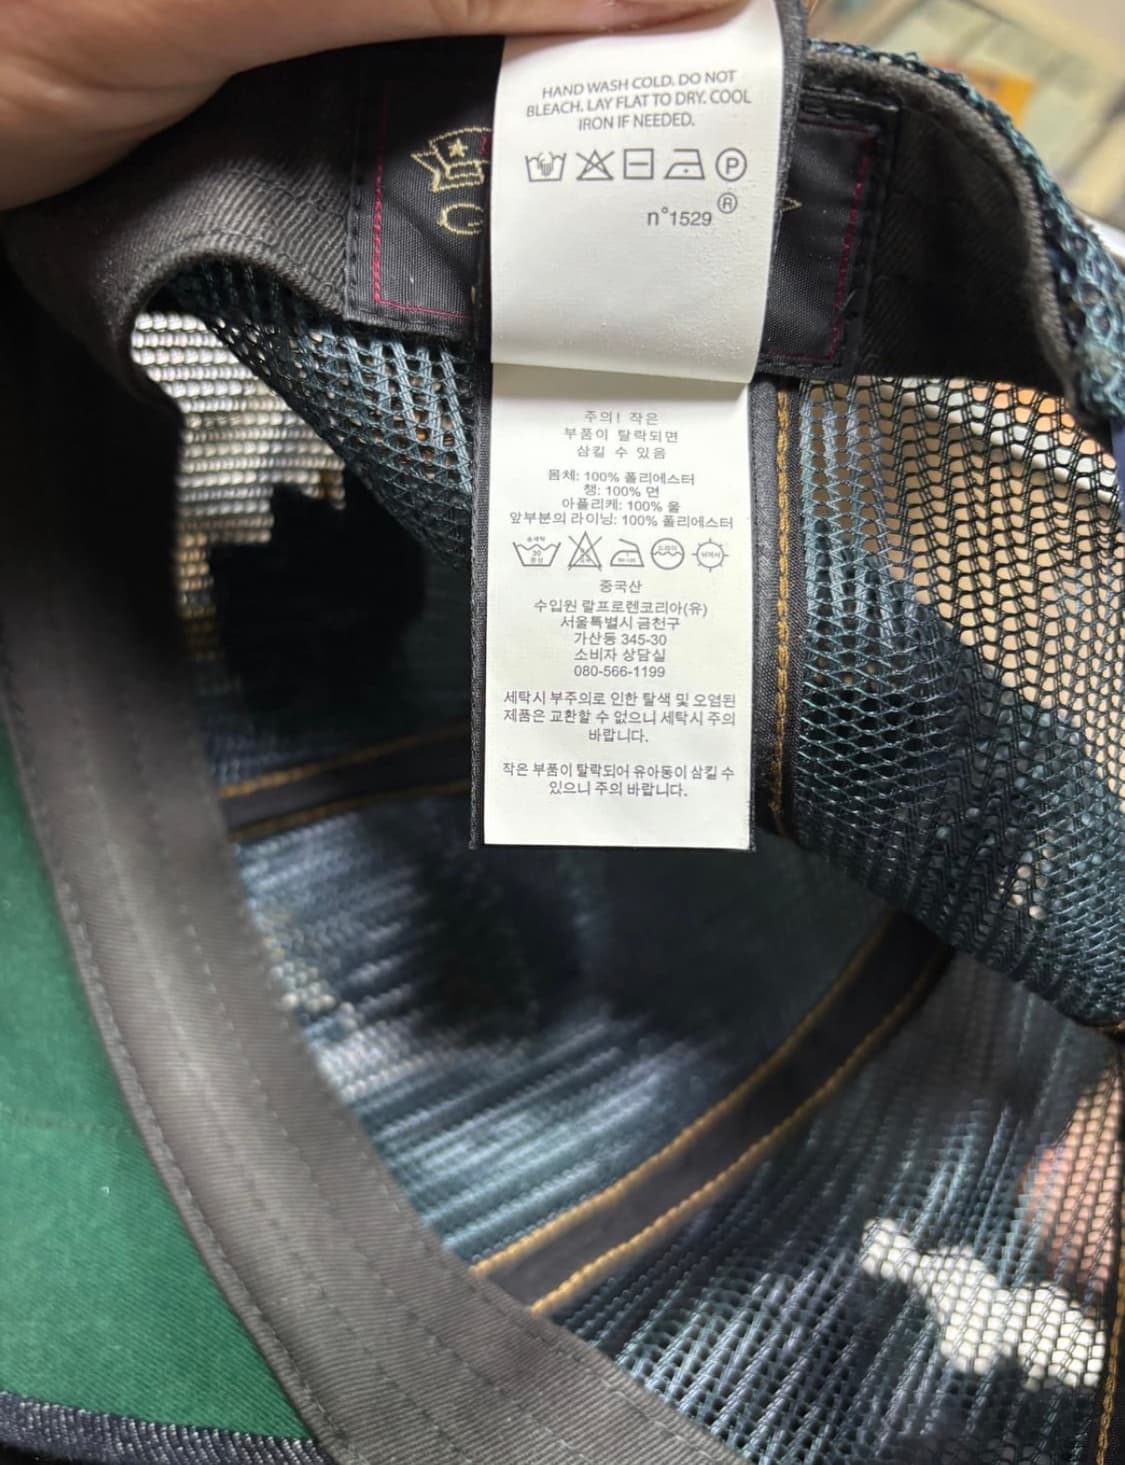 HAND WASH COLD. DO NOT
BLEACH. LAY FLAT TO DRY. COOL
IRON IF NEEDED.
P
n°1529 ®
주의! 작은
부품이 탈락되면
삼킬 수 있음
몸체: 100% 폴리에스터
챙: 100% 면
아플리케: 100% 울
앞부분의 라이닝: 100% 폴리에스터
30
중국산
수입원 랄프로렌코리아(유)
서울특별시 금천구
가산동 345-30
소비자 상담실
080-566-1199
세탁시 부주의로 인한 탈색 및 오염된
제품은 교환할 수 없으니 세탁시 주의
바랍니다.
작은 부품이 탈락되어 유아동이 삼킬 수
있으니 주의 바랍니다.